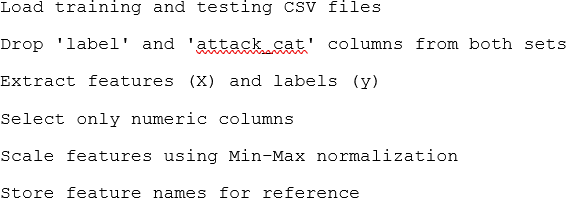 Load training and testing CSV files
Drop 'label' and 'attack_cat' columns from both sets
Extract features (X) and labels (y)
Select only numeric columns
Scale features using Min-Max normalization
Store feature names for reference